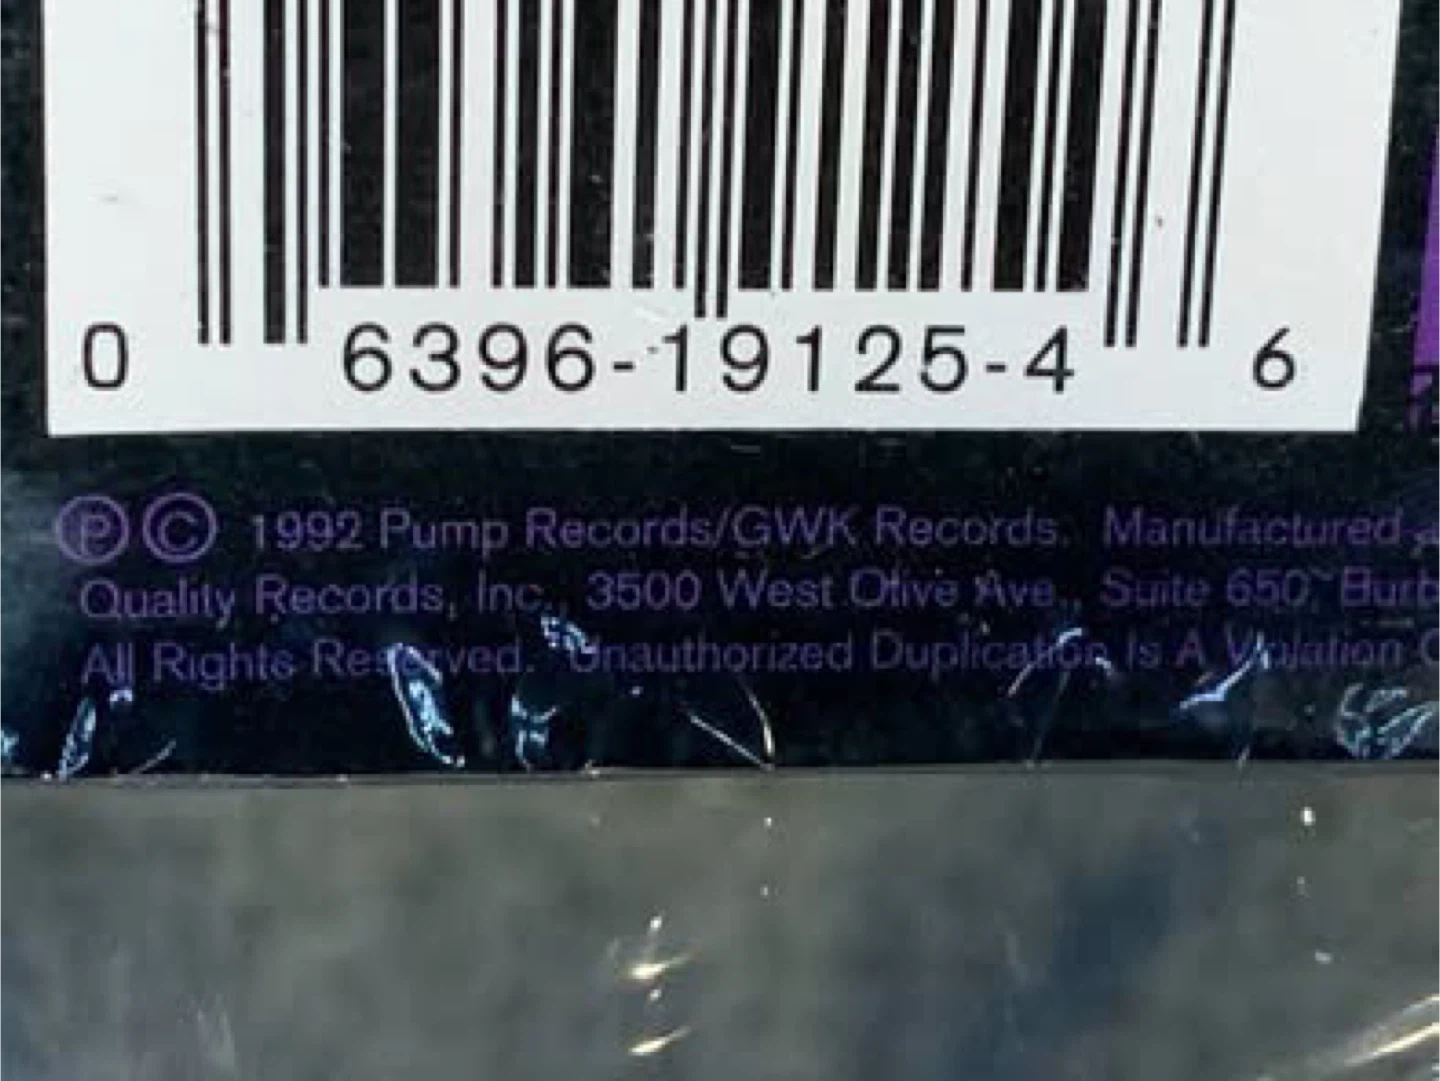 0 6396-19125-4 6
Ⓟ © 1992 Pump Records/GWK Records. Manufactured
Quality Records, Inc., 3500 West Olive Ave., Suite 650, Burb
All Rights Reserved. Unauthorized Duplication Is A Violation